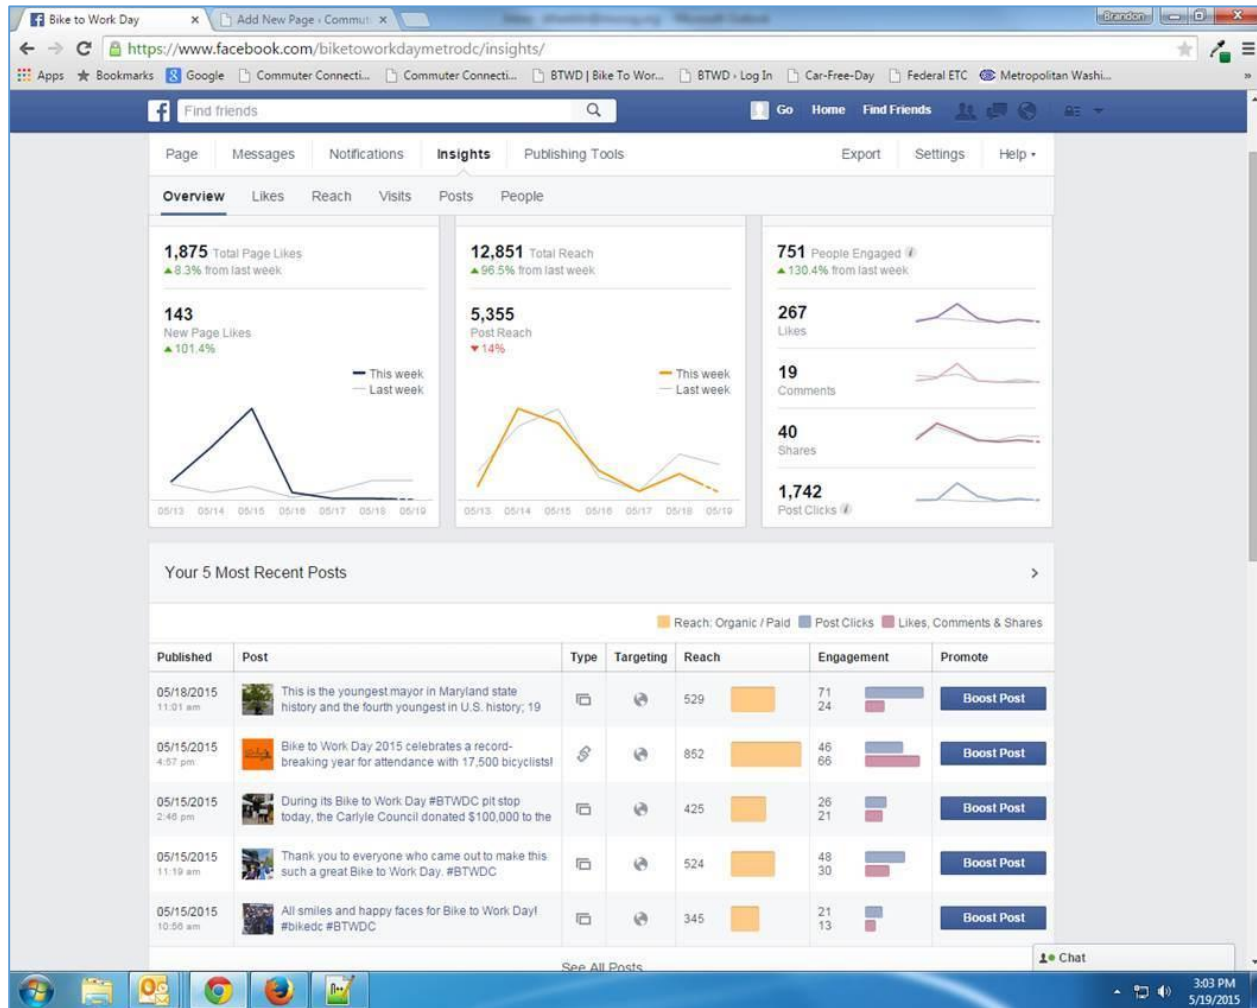 Bike to Work Day × Add New Page ‹ Commut × Brandon
https://www.facebook.com/biketoworkdaymetrodc/insights/
Apps Bookmarks Google Commuter Connecti... Commuter Connecti... BTWD | Bike To Wor... BTWD › Log In Car-Free-Day Federal ETC Metropolitan Washi... »
Find friends Go Home Find Friends
Page Messages Notifications Insights Publishing Tools Export Settings Help
Overview Likes Reach Visits Posts People
1,875 Total Page Likes 12,851 Total Reach 751 People Engaged i
▲8.3% from last week ▲96.5% from last week ▲130.4% from last week
143 5,355 267
New Page Likes Post Reach Likes
▲101.4% ▼14%
This week This week 19
Last week Last week Comments
40
Shares
1,742
Post Clicks i
05/13 05/14 05/15 05/16 05/17 05/18 05/19 05/13 05/14 05/15 05/16 05/17 05/18 05/19
Your 5 Most Recent Posts >
Reach: Organic / Paid Post Clicks Likes, Comments & Shares
Published Post Type Targeting Reach Engagement Promote
05/18/2015 This is the youngest mayor in Maryland state 529 71 Boost Post
11:01 am history and the fourth youngest in U.S. history; 19 24
05/15/2015 Bike to Work Day 2015 celebrates a record- 852 46 Boost Post
4:57 pm breaking year for attendance with 17,500 bicyclists! 66
05/15/2015 During its Bike to Work Day #BTWDC pit stop 425 26 Boost Post
2:46 pm today, the Carlyle Council donated $100,000 to the 21
05/15/2015 Thank you to everyone who came out to make this 524 48 Boost Post
11:19 am such a great Bike to Work Day. #BTWDC 30
05/15/2015 All smiles and happy faces for Bike to Work Day! 345 21 Boost Post
10:56 am #bikedc #BTWDC 13
See All Posts
Chat
3:03 PM
5/19/2015